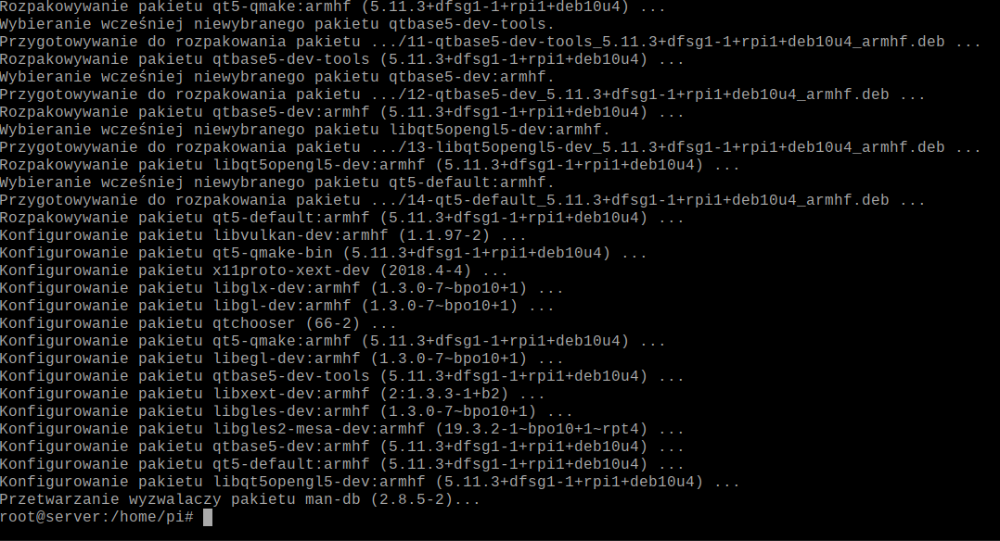 Rozpakowywanie pakietu qt5-qmake:armhf (5.11.3+dfsg1-1+rpi1+deb10u4) ...
Wybieranie wcześniej niewybranego pakietu qtbase5-dev-tools.
Przygotowywanie do rozpakowania pakietu .../11-qtbase5-dev-tools_5.11.3+dfsg1-1+rpi1+deb10u4_armhf.deb ...
Rozpakowywanie pakietu qtbase5-dev-tools (5.11.3+dfsg1-1+rpi1+deb10u4) ...
Wybieranie wcześniej niewybranego pakietu qtbase5-dev:armhf.
Przygotowywanie do rozpakowania pakietu .../12-qtbase5-dev_5.11.3+dfsg1-1+rpi1+deb10u4_armhf.deb ...
Rozpakowywanie pakietu qtbase5-dev:armhf (5.11.3+dfsg1-1+rpi1+deb10u4) ...
Wybieranie wcześniej niewybranego pakietu libqt5opengl5-dev:armhf.
Przygotowywanie do rozpakowania pakietu .../13-libqt5opengl5-dev_5.11.3+dfsg1-1+rpi1+deb10u4_armhf.deb ...
Rozpakowywanie pakietu libqt5opengl5-dev:armhf (5.11.3+dfsg1-1+rpi1+deb10u4) ...
Wybieranie wcześniej niewybranego pakietu qt5-default:armhf.
Przygotowywanie do rozpakowania pakietu .../14-qt5-default_5.11.3+dfsg1-1+rpi1+deb10u4_armhf.deb ...
Rozpakowywanie pakietu qt5-default:armhf (5.11.3+dfsg1-1+rpi1+deb10u4) ...
Konfigurowanie pakietu libvulkan-dev:armhf (1.1.97-2) ...
Konfigurowanie pakietu qt5-qmake-bin (5.11.3+dfsg1-1+rpi1+deb10u4) ...
Konfigurowanie pakietu x11proto-xext-dev (2018.4-4) ...
Konfigurowanie pakietu libglx-dev:armhf (1.3.0-7~bpo10+1) ...
Konfigurowanie pakietu libgl-dev:armhf (1.3.0-7~bpo10+1) ...
Konfigurowanie pakietu qtchooser (66-2) ...
Konfigurowanie pakietu qt5-qmake:armhf (5.11.3+dfsg1-1+rpi1+deb10u4) ...
Konfigurowanie pakietu libegl-dev:armhf (1.3.0-7~bpo10+1) ...
Konfigurowanie pakietu qtbase5-dev-tools (5.11.3+dfsg1-1+rpi1+deb10u4) ...
Konfigurowanie pakietu libxext-dev:armhf (2:1.3.3-1+b2) ...
Konfigurowanie pakietu libgles-dev:armhf (1.3.0-7~bpo10+1) ...
Konfigurowanie pakietu libgles2-mesa-dev:armhf (19.3.2-1~bpo10+1~rpt4) ...
Konfigurowanie pakietu qtbase5-dev:armhf (5.11.3+dfsg1-1+rpi1+deb10u4) ...
Konfigurowanie pakietu qt5-default:armhf (5.11.3+dfsg1-1+rpi1+deb10u4) ...
Konfigurowanie pakietu libqt5opengl5-dev:armhf (5.11.3+dfsg1-1+rpi1+deb10u4) ...
Przetwarzanie wyzwalaczy pakietu man-db (2.8.5-2)...
root@server:/home/pi#